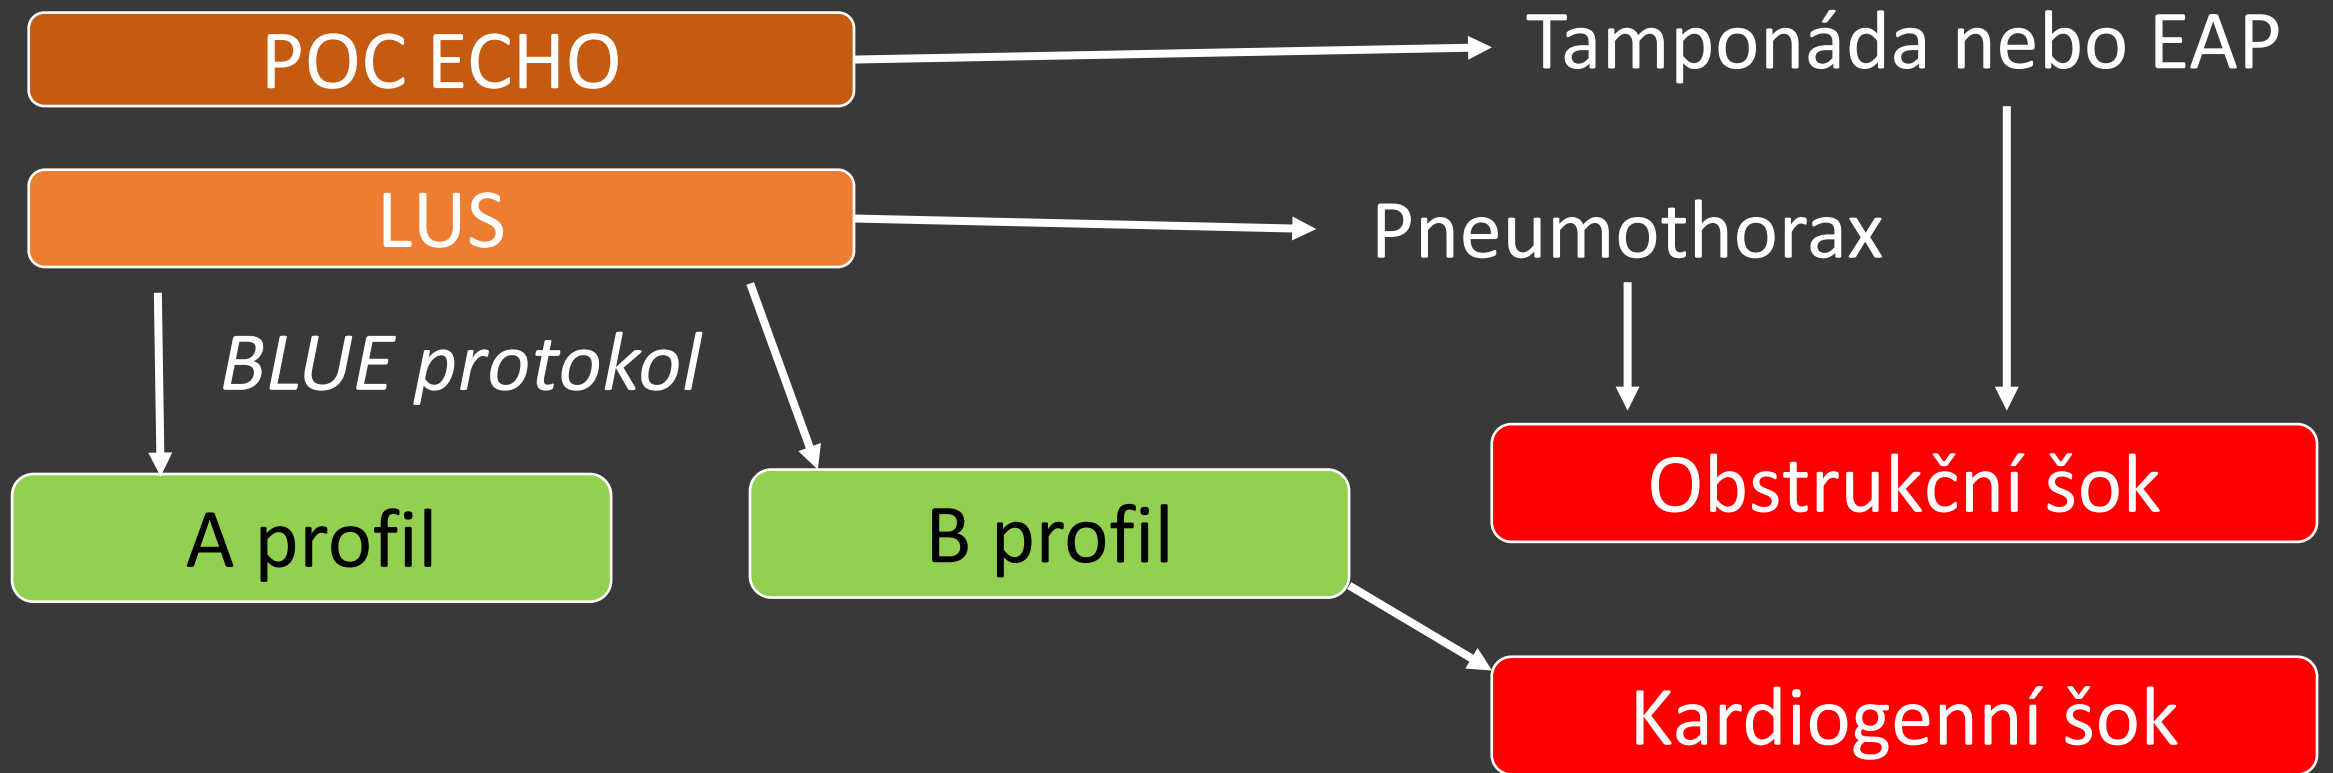 POC ECHO
Tamponáda nebo EAP
LUS
Pneumothorax
BLUE protokol
A profil
B profil
Obstrukční šok
Kardiogenní šok